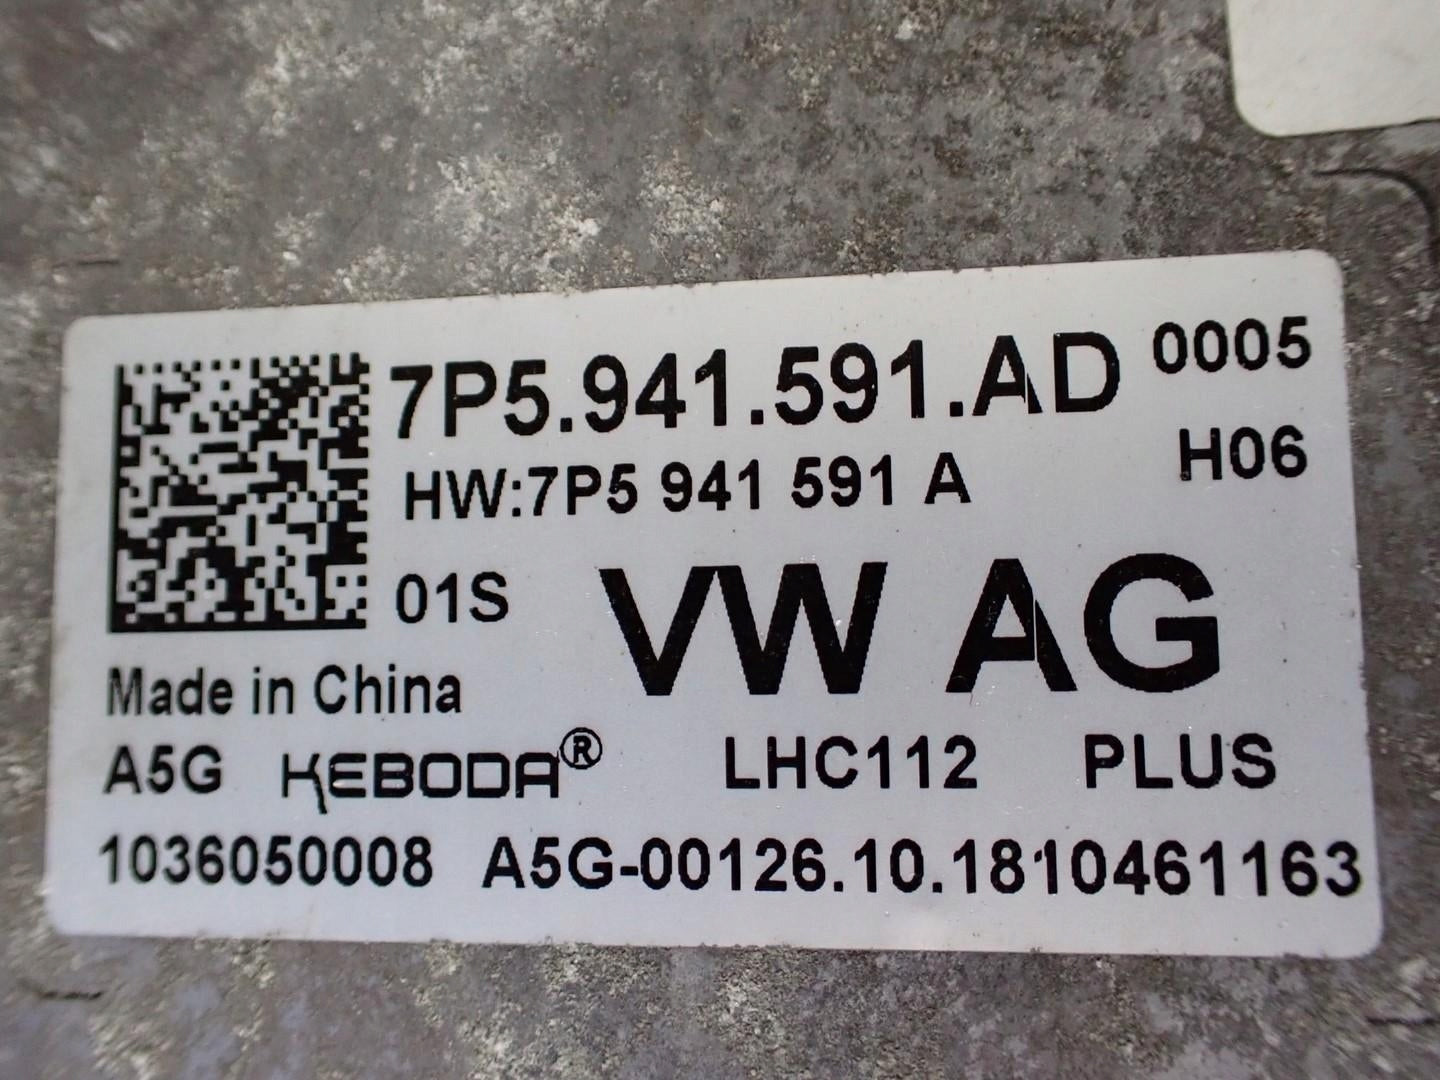 7P5.941.591.AD 0005
HW:7P5 941 591 A H06
01S VW AG
Made in China
A5G KEBODA® LHC112 PLUS
1036050008 A5G-00126.10.1810461163